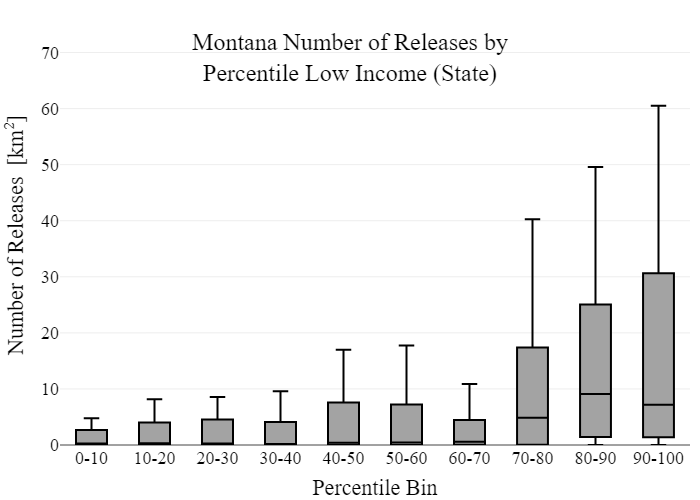 Montana Number of Releases by
Percentile Low Income (State)
Number of Releases [km²]
70
60
50
40
30
20
10
0
0-10 10-20 20-30 30-40 40-50 50-60 60-70 70-80 80-90 90-100
Percentile Bin